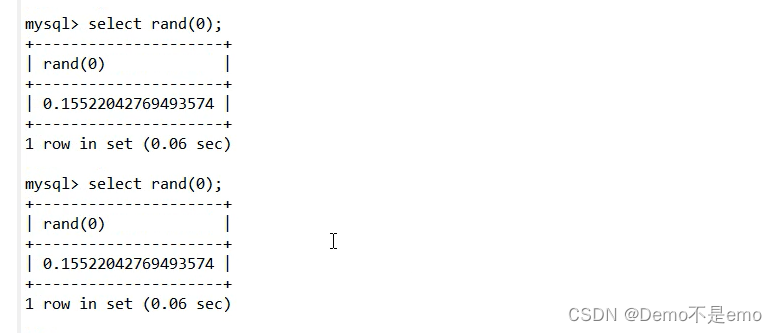 mysql> select rand(0);
+---------------------+
| rand(0)             |
+---------------------+
| 0.15522042769493574 |
+---------------------+
1 row in set (0.06 sec)
mysql> select rand(0);
+---------------------+
| rand(0)             |
+---------------------+
| 0.15522042769493574 |
+---------------------+
1 row in set (0.06 sec)
CSDN @Demo不是emo